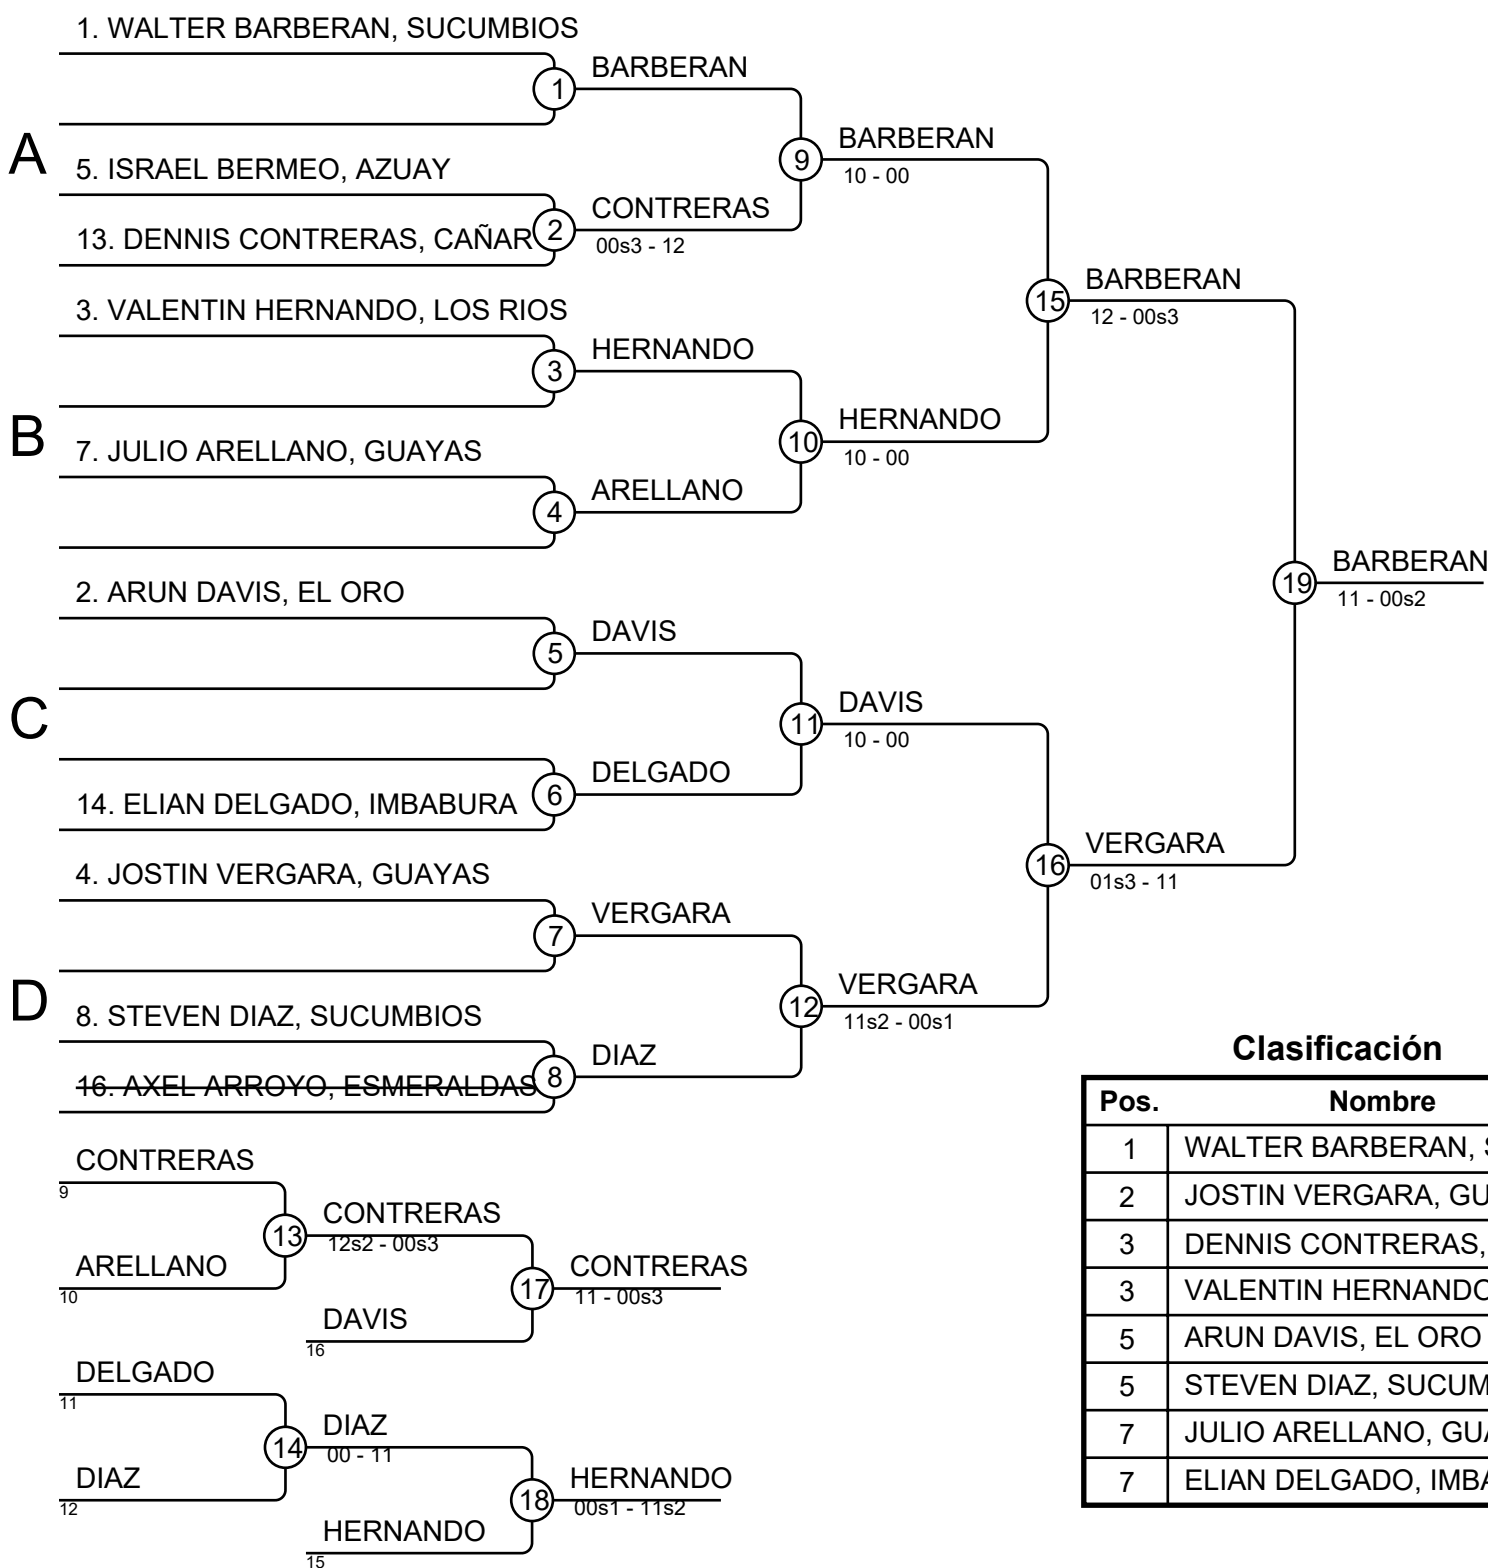 1. WALTER BARBERAN, SUCUMBIOS
1
BARBERAN
A
5. ISRAEL BERMEO, AZUAY
13. DENNIS CONTRERAS, CAÑAR
2
CONTRERAS
00s3 - 12
9
BARBERAN
10 - 00
3. VALENTIN HERNANDO, LOS RIOS
3
HERNANDO
B
7. JULIO ARELLANO, GUAYAS
4
ARELLANO
10
HERNANDO
10 - 00
15
BARBERAN
12 - 00s3
2. ARUN DAVIS, EL ORO
5
DAVIS
C
14. ELIAN DELGADO, IMBABURA
6
DELGADO
11
DAVIS
10 - 00
4. JOSTIN VERGARA, GUAYAS
7
VERGARA
D
8. STEVEN DIAZ, SUCUMBIOS
16. AXEL ARROYO, ESMERALDAS
8
DIAZ
12
VERGARA
11s2 - 00s1
16
VERGARA
01s3 - 11
19
BARBERAN
11 - 00s2
CONTRERAS
9
ARELLANO
10
13
CONTRERAS
12s2 - 00s3
DAVIS
16
17
CONTRERAS
11 - 00s3
DELGADO
11
DIAZ
12
14
DIAZ
00 - 11
HERNANDO
15
18
HERNANDO
00s1 - 11s2
Clasificación
Pos. Nombre
1 WALTER BARBERAN,
2 JOSTIN VERGARA, GU
3 DENNIS CONTRERAS,
3 VALENTIN HERNANDO
5 ARUN DAVIS, EL ORO
5 STEVEN DIAZ, SUCUM
7 JULIO ARELLANO, GU
7 ELIAN DELGADO, IMB